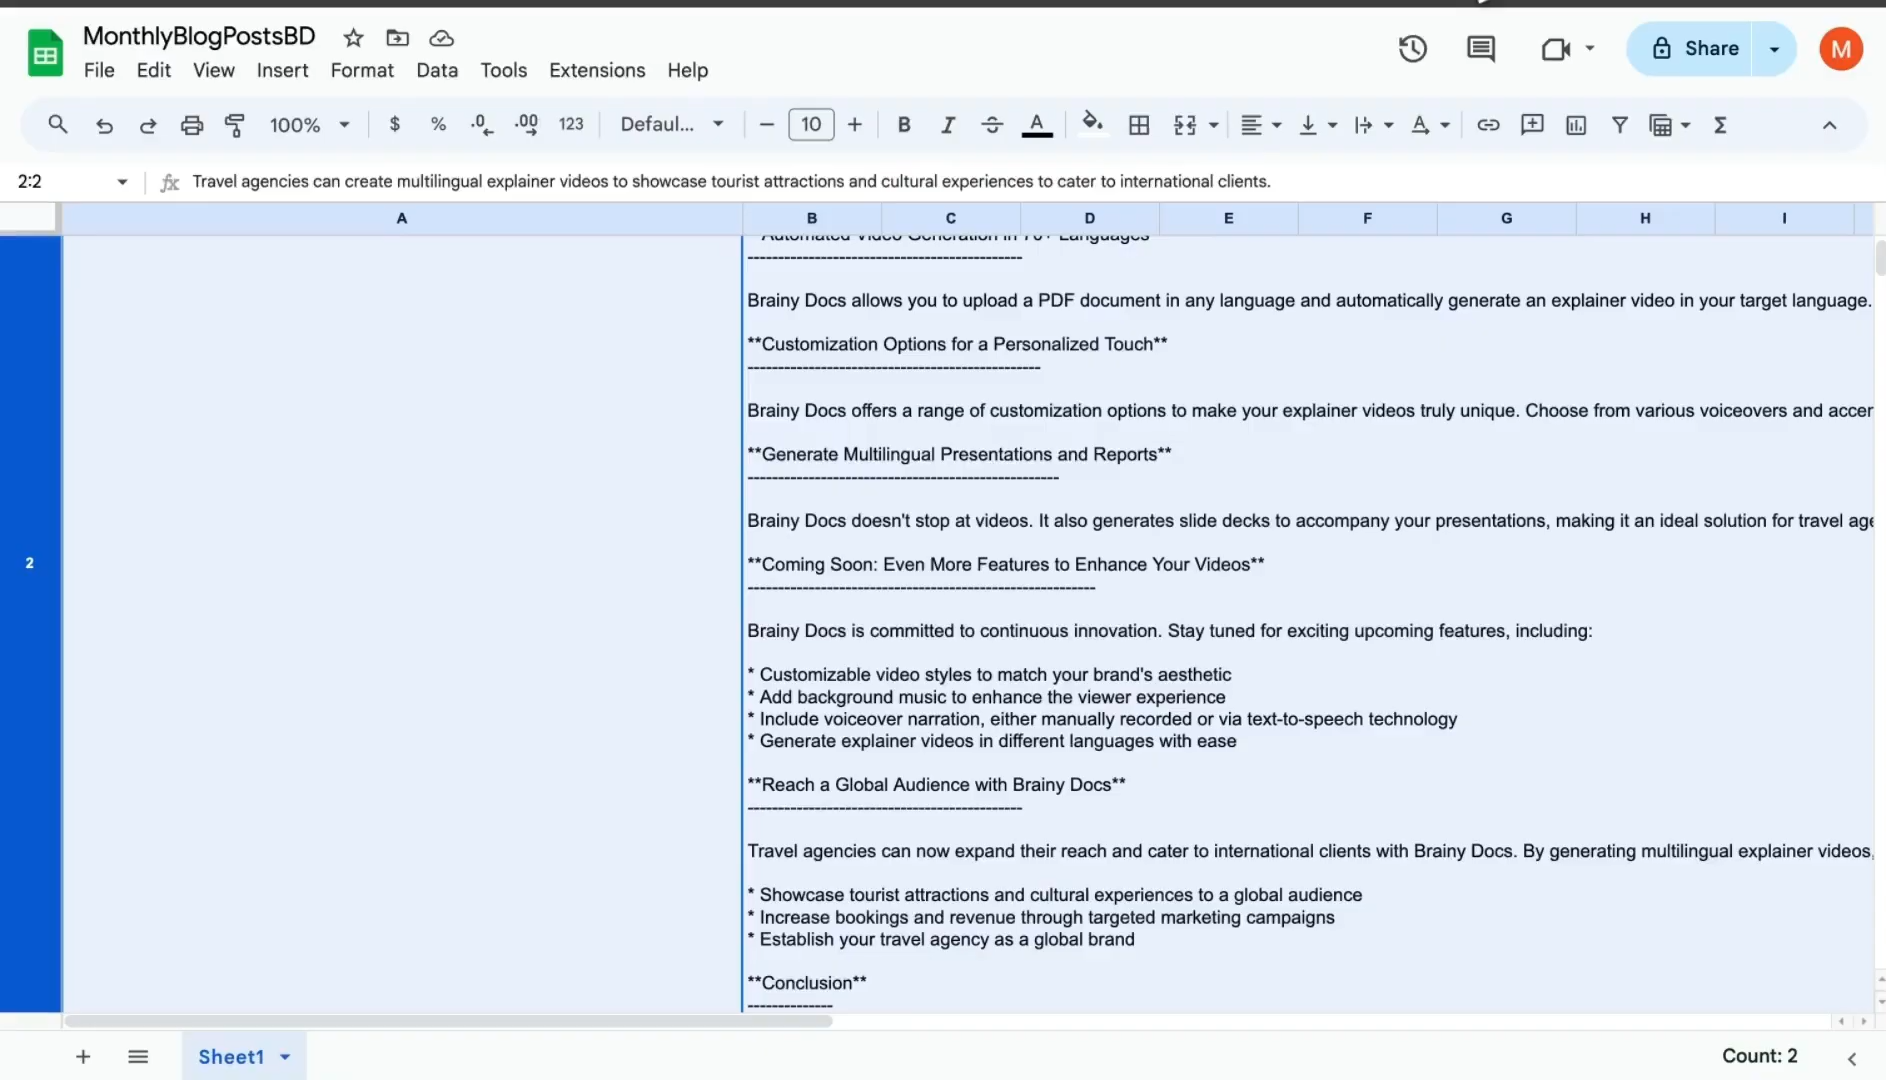 MonthlyBlogPostsBD
File Edit View Insert Format Data Tools Extensions Help
Share
M
100% $ % .0 .00 123 Defaul... 10 B I A
2:2
fx Travel agencies can create multilingual explainer videos to showcase tourist attractions and cultural experiences to cater to international clients.
A B C D E F G H I
2
Automated Video Generation in 70+ Languages
---------------------------------------------
Brainy Docs allows you to upload a PDF document in any language and automatically generate an explainer video in your target language.
**Customization Options for a Personalized Touch**
------------------------------------------------
Brainy Docs offers a range of customization options to make your explainer videos truly unique. Choose from various voiceovers and
**Generate Multilingual Presentations and Reports**
---------------------------------------------------
Brainy Docs doesn't stop at videos. It also generates slide decks to accompany your presentations, making it an ideal solution for travel
**Coming Soon: Even More Features to Enhance Your Videos**
---------------------------------------------------------
Brainy Docs is committed to continuous innovation. Stay tuned for exciting upcoming features, including:
* Customizable video styles to match your brand's aesthetic
* Add background music to enhance the viewer experience
* Include voiceover narration, either manually recorded or via text-to-speech technology
* Generate explainer videos in different languages with ease
**Reach a Global Audience with Brainy Docs**
---------------------------------------------
Travel agencies can now expand their reach and cater to international clients with Brainy Docs. By generating multilingual explainer videos,
* Showcase tourist attractions and cultural experiences to a global audience
* Increase bookings and revenue through targeted marketing campaigns
* Establish your travel agency as a global brand
**Conclusion**
--------------
Sheet1
Count: 2